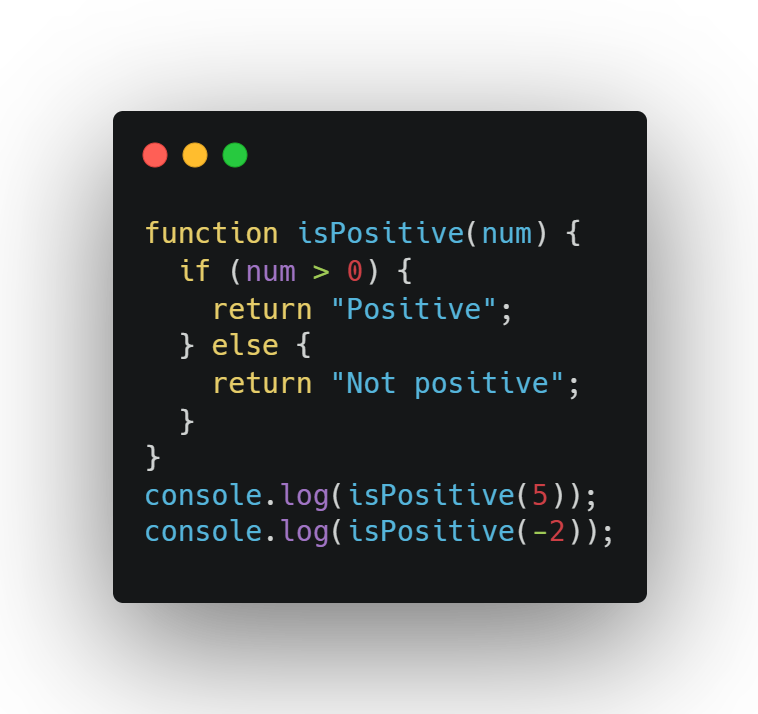 function isPositive(num) {
  if (num > 0) {
    return "Positive";
  } else {
    return "Not positive";
  }
}
console.log(isPositive(5));
console.log(isPositive(-2));